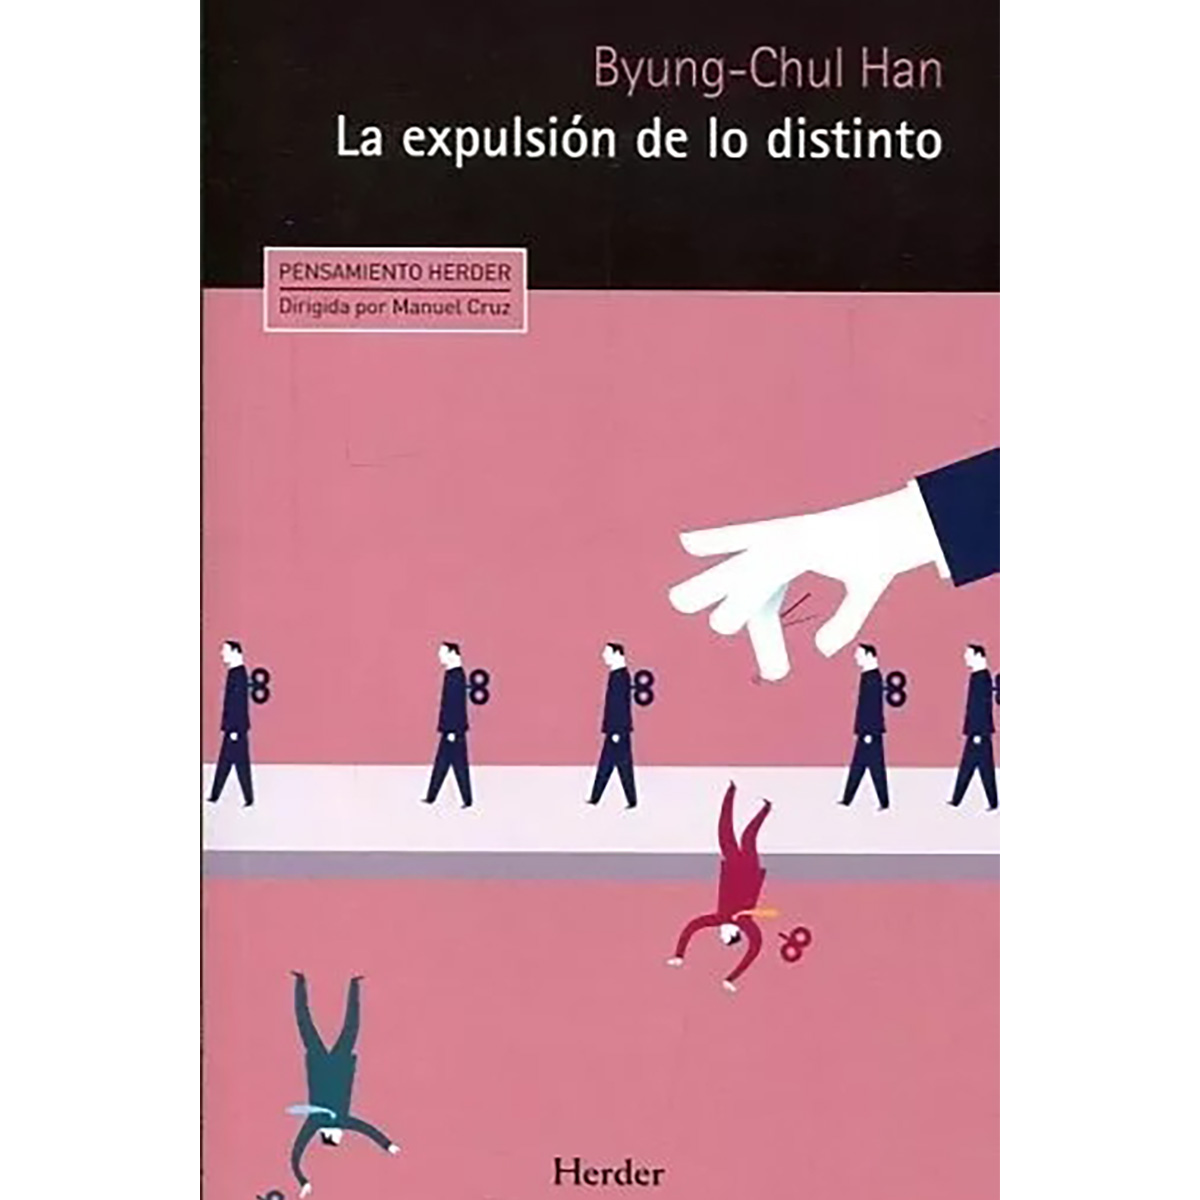 Byung-Chul Han
La expulsión de lo distinto
PENSAMIENTO HERDER
Dirigida por Manuel Cruz
Herder